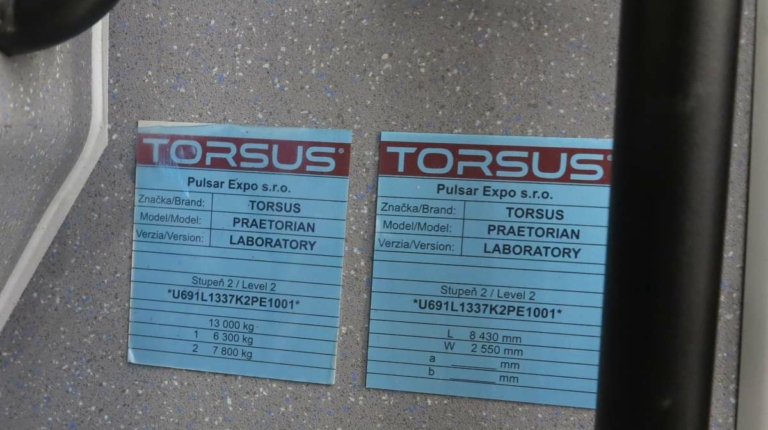 TORSUS®
Pulsar Expo s.r.o.
Značka/Brand: TORSUS
Model/Model: PRAETORIAN
Verzia/Version: LABORATORY
Stupeň 2 / Level 2
*U691L1337K2PE1001*
13 000 kg
1 6 300 kg
2 7 800 kg
TORSUS®
Pulsar Expo s.r.o.
Značka/Brand: TORSUS
Model/Model: PRAETORIAN
Verzia/Version: LABORATORY
Stupeň 2 / Level 2
*U691L1337K2PE1001*
L 8 430 mm
W 2 550 mm
a ________ mm
b ________ mm